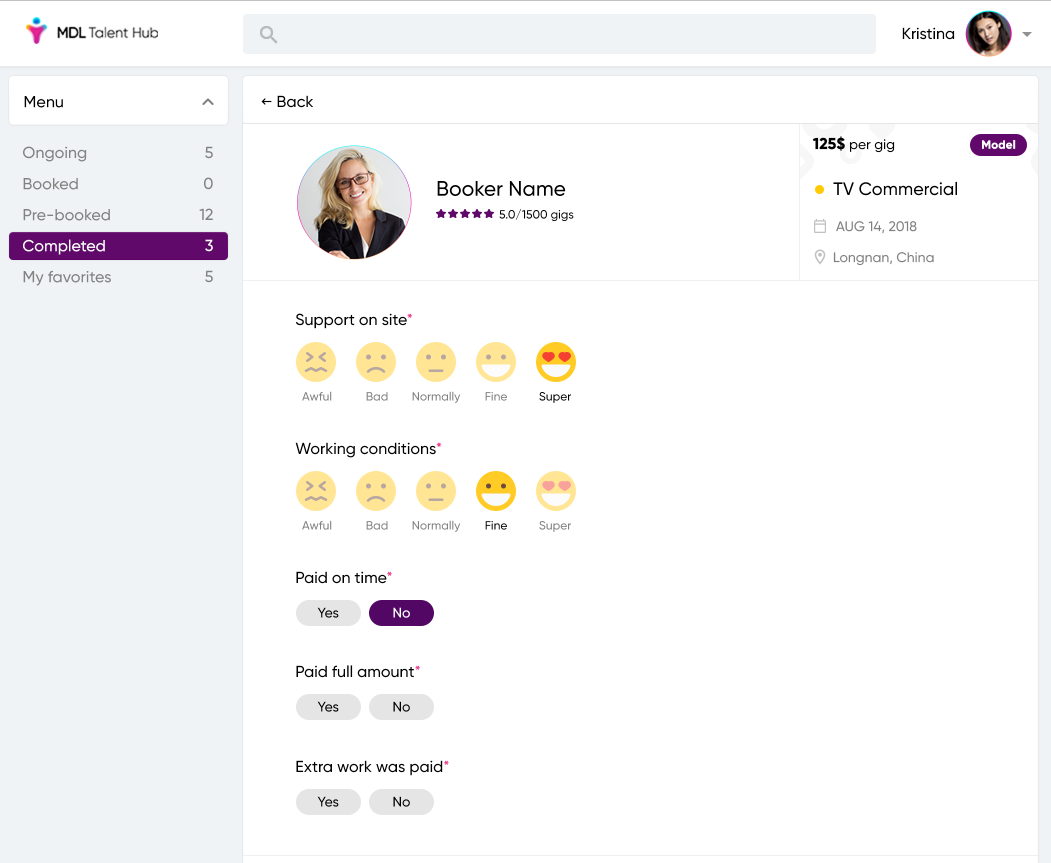 MDL Talent Hub
Kristina
Menu
Ongoing 5
Booked 0
Pre-booked 12
Completed 3
My favorites 5
← Back
Booker Name
5.0/1500 gigs
125$ per gig
Model
TV Commercial
AUG 14, 2018
Longnan, China
Support on site*
Awful Bad Normally Fine Super
Working conditions*
Awful Bad Normally Fine Super
Paid on time*
Yes No
Paid full amount*
Yes No
Extra work was paid*
Yes No